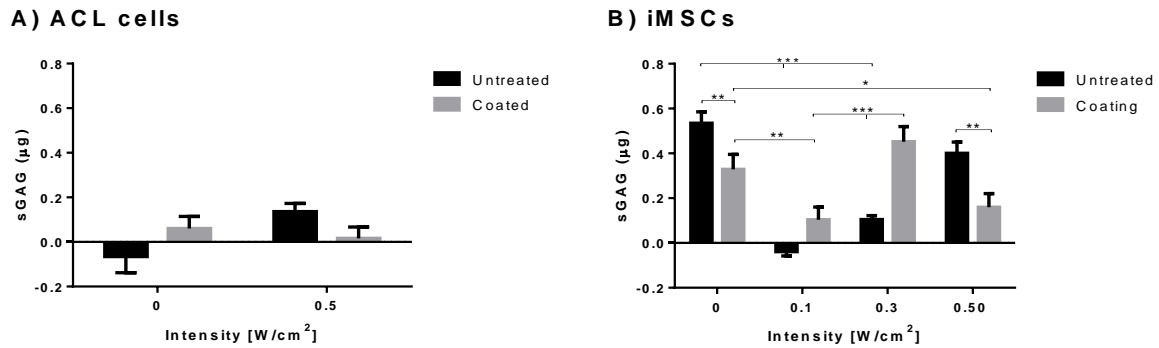 A) ACL cells
0.8
0.6
0.4
0.2
0.0
-0.2
sGAG (µg)
0
0.5
Intensity [W/cm²]
Untreated
Coated
B) iMSCs
0.8
0.6
0.4
0.2
0.0
-0.2
sGAG (µg)
***
*
**
***
**
**
0
0.1
0.3
0.50
Intensity [W/cm²]
Untreated
Coating